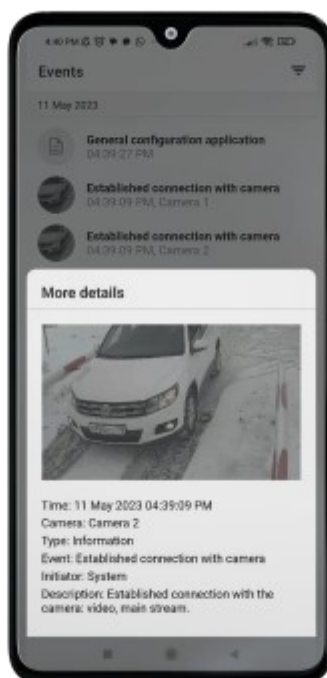 4:40 PM
Events
11 May 2023
General configuration application
04:39:27 PM
Established connection with camera
04:39:09 PM, Camera 1
Established connection with camera
04:39:09 PM, Camera 2
More details
Time: 11 May 2023 04:39:09 PM
Camera: Camera 2
Type: Information
Event: Established connection with camera
Initiator: System
Description: Established connection with the
camera: video, main stream.